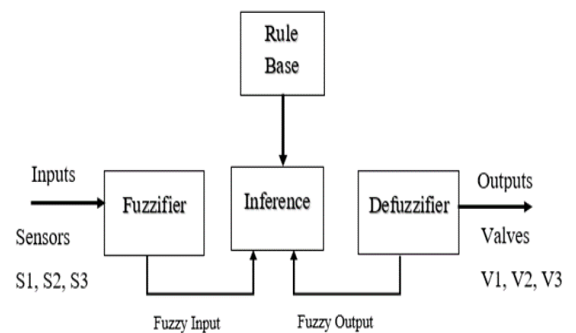 Rule
Base
Inputs
Fuzzifier
Inference
Defuzzifier
Outputs
Sensors
Valves
S1, S2, S3
V1, V2, V3
Fuzzy Input
Fuzzy Output